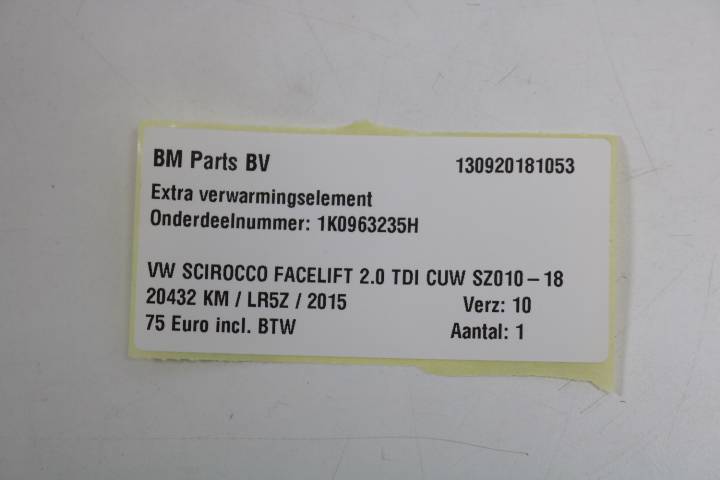 BM Parts BV 130920181053
Extra verwarmingselement
Onderdeelnummer: 1K0963235H
VW SCIROCCO FACELIFT 2.0 TDI CUW SZ010-18
20432 KM / LR5Z / 2015 Verz: 10
75 Euro incl. BTW Aantal: 1